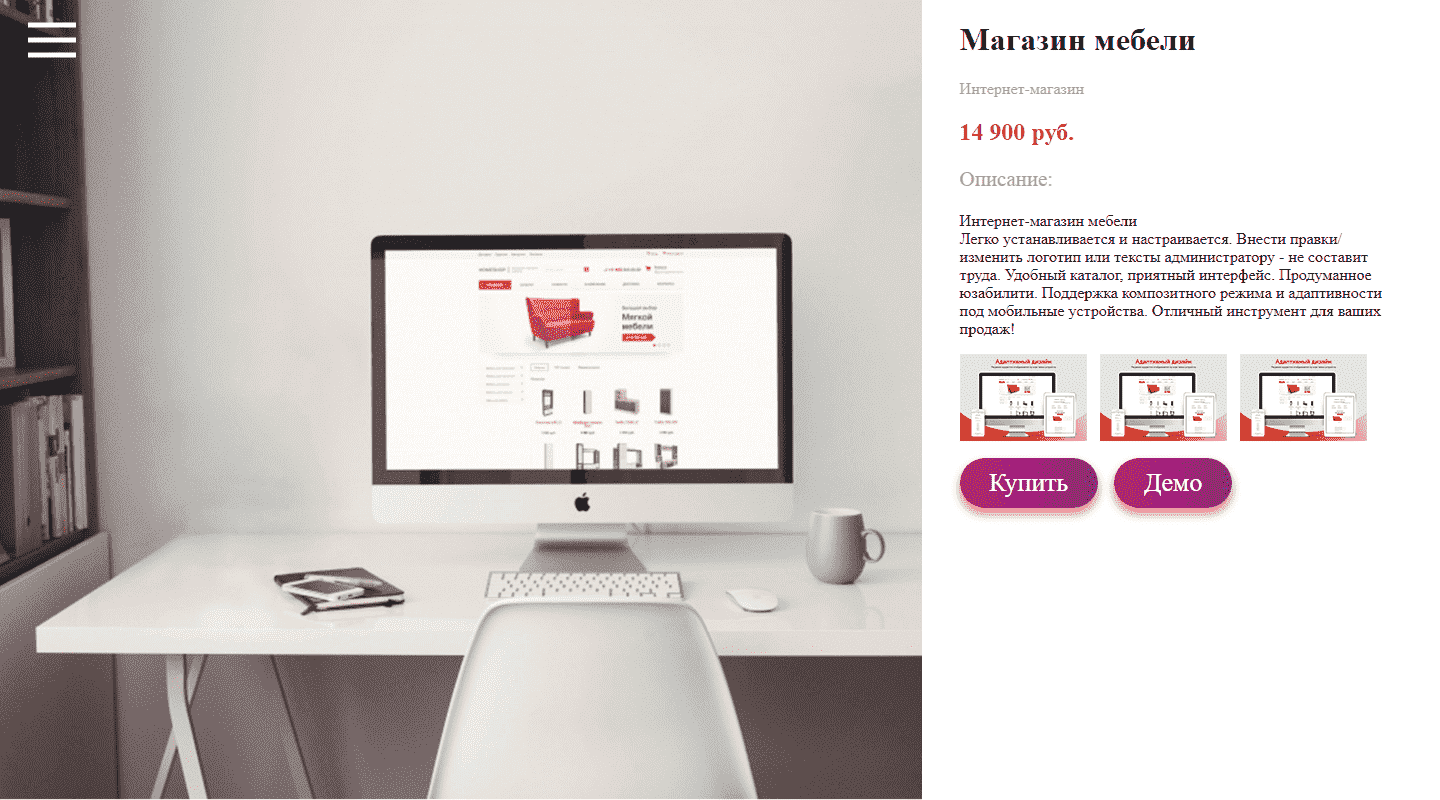 Магазин мебели
Интернет-магазин
14 900 руб.
Описание:
Интернет-магазин мебели
Легко устанавливается и настраивается. Внести правки/
изменить логотип или тексты администратору - не составит
труда. Удобный каталог, приятный интерфейс. Продуманное
юзабилити. Поддержка композитного режима и адаптивности
под мобильные устройства. Отличный инструмент для ваших
продаж!
Адаптивный дизайн
Адаптивный дизайн
Адаптивный дизайн
Купить
Демо
Мягкой
мебели